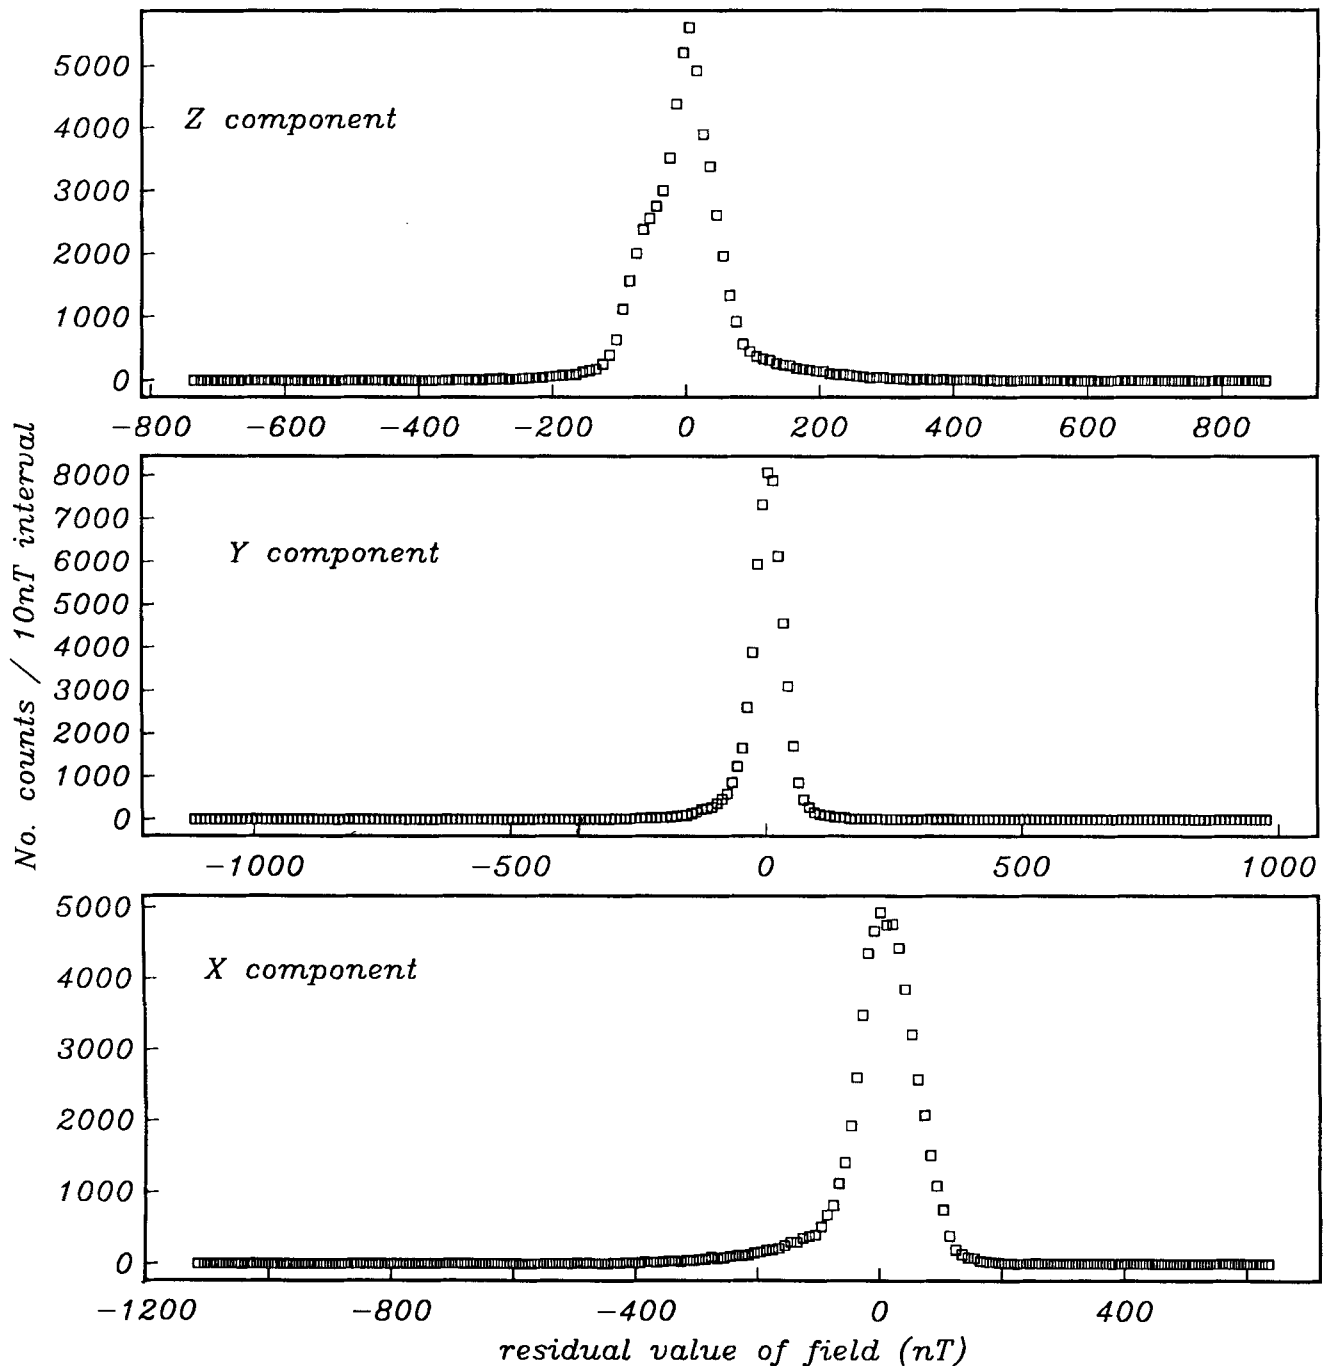 5000
Z component
4000
3000
2000
1000
0
−800 −600 −400 −200 0 200 400 600 800
No. counts / 10nT interval
8000
7000
Y component
6000
5000
4000
3000
2000
1000
0
−1000 −500 0 500 1000
5000
X component
4000
3000
2000
1000
0
−1200 −800 −400 0 400
residual value of field (nT)